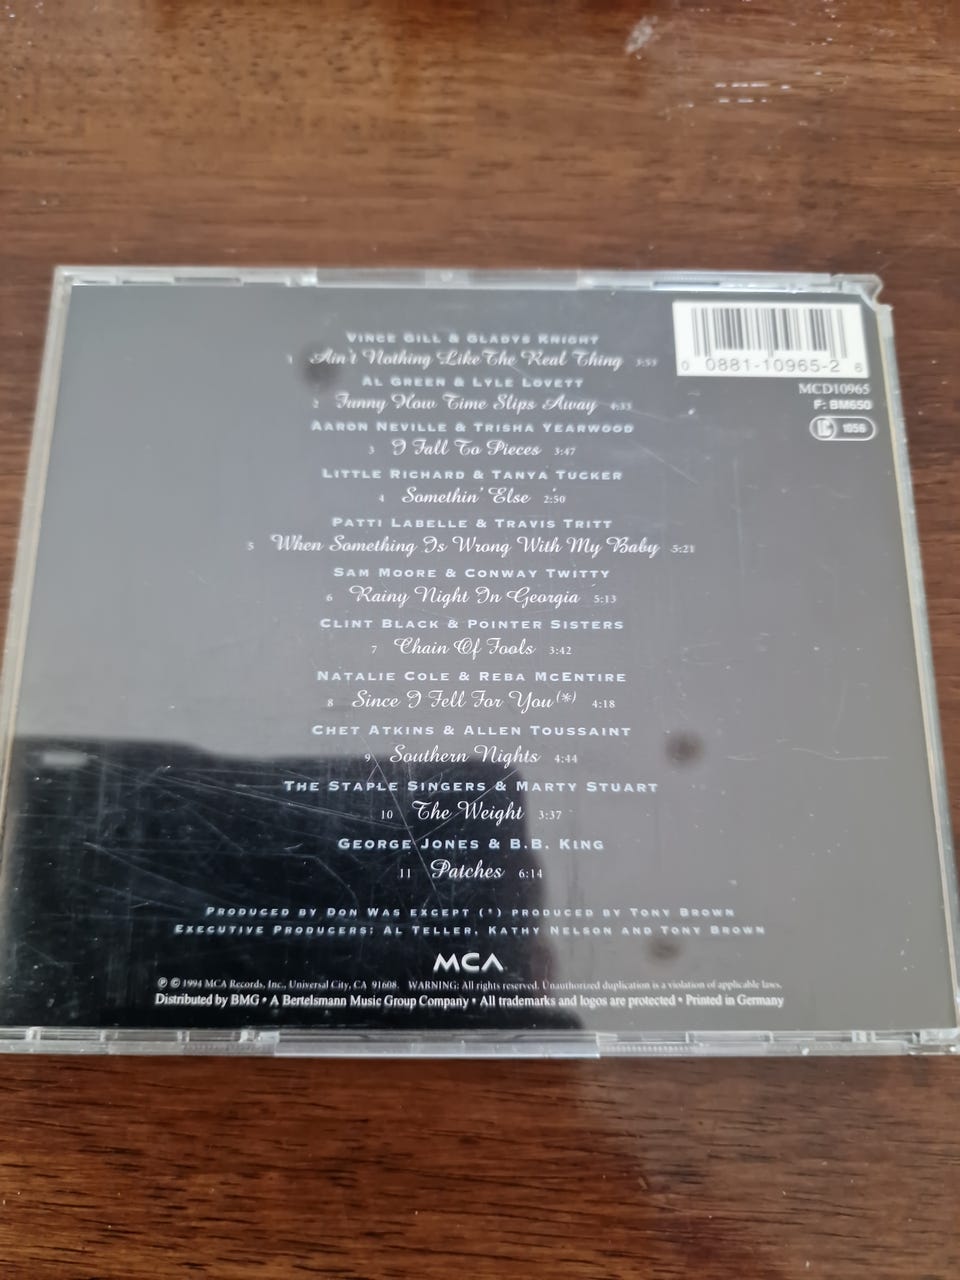 VINCE GILL & GLADYS KNIGHT
1 Ain't Nothing Like The Real Thing 3:55
AL GREEN & LYLE LOVETT
2 Funny How Time Slips Away 4:33
AARON NEVILLE & TRISHA YEARWOOD
3 I Fall To Pieces 3:47
LITTLE RICHARD & TANYA TUCKER
4 Somethin' Else 2:50
PATTI LABELLE & TRAVIS TRITT
5 When Something Is Wrong With My Baby 5:21
SAM MOORE & CONWAY TWITTY
6 Rainy Night In Georgia 5:13
CLINT BLACK & POINTER SISTERS
7 Chain Of Fools 3:42
NATALIE COLE & REBA MCENTIRE
8 Since I Fell For You (*) 4:18
CHET ATKINS & ALLEN TOUSSAINT
9 Southern Nights 4:44
THE STAPLE SINGERS & MARTY STUART
10 The Weight 3:37
GEORGE JONES & B.B. KING
11 Patches 6:14
PRODUCED BY DON WAS EXCEPT (*) PRODUCED BY TONY BROWN
EXECUTIVE PRODUCERS: AL TELLER, KATHY NELSON AND TONY BROWN
MCA
℗ © 1994 MCA Records, Inc., Universal City, CA 91608. WARNING: All rights reserved. Unauthorized duplication is a violation of applicable laws.
Distributed by BMG • A Bertelsmann Music Group Company • All trademarks and logos are protected • Printed in Germany
0 0881-10965-2 6
MCD10965
F: BM650
LC 1056